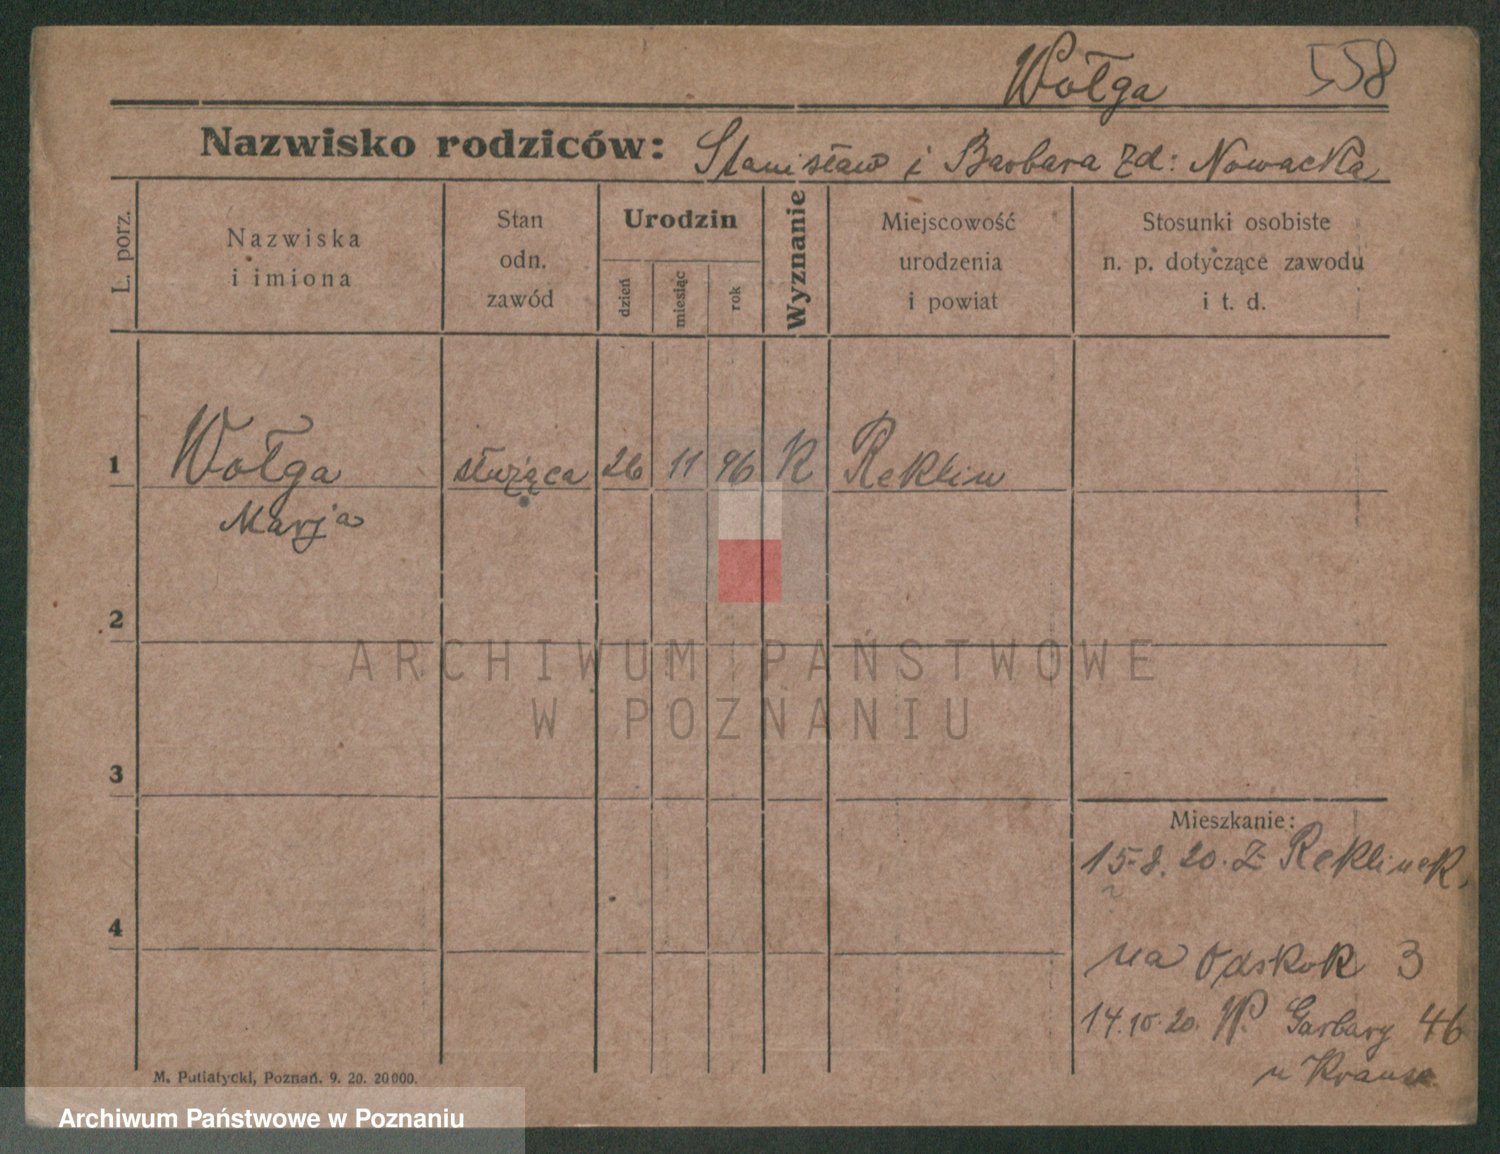 Wołga 558
Nazwisko rodziców: Stanisław i Barbara zd: Nowacka
L. porz.
Nazwiska
i imiona
Stan
odn.
zawód
Urodzin
dzień
miesiąc
rok
Wyznanie
Miejscowość
urodzenia
i powiat
Stosunki osobiste
n. p. dotyczące zawodu
i t. d.
1 Wołga służąca 26 11 96 K Reklin
Marja
2
ARCHIWUM PAŃSTWOWE
W POZNANIU
3
Mieszkanie:
15.8.20. Z Reklinek.
4
na Odskok 3
14.10.20. W. Garbary 46
u Krause
M. Putiatycki, Poznań. 9. 20. 20000.
Archiwum Państwowe w Poznaniu